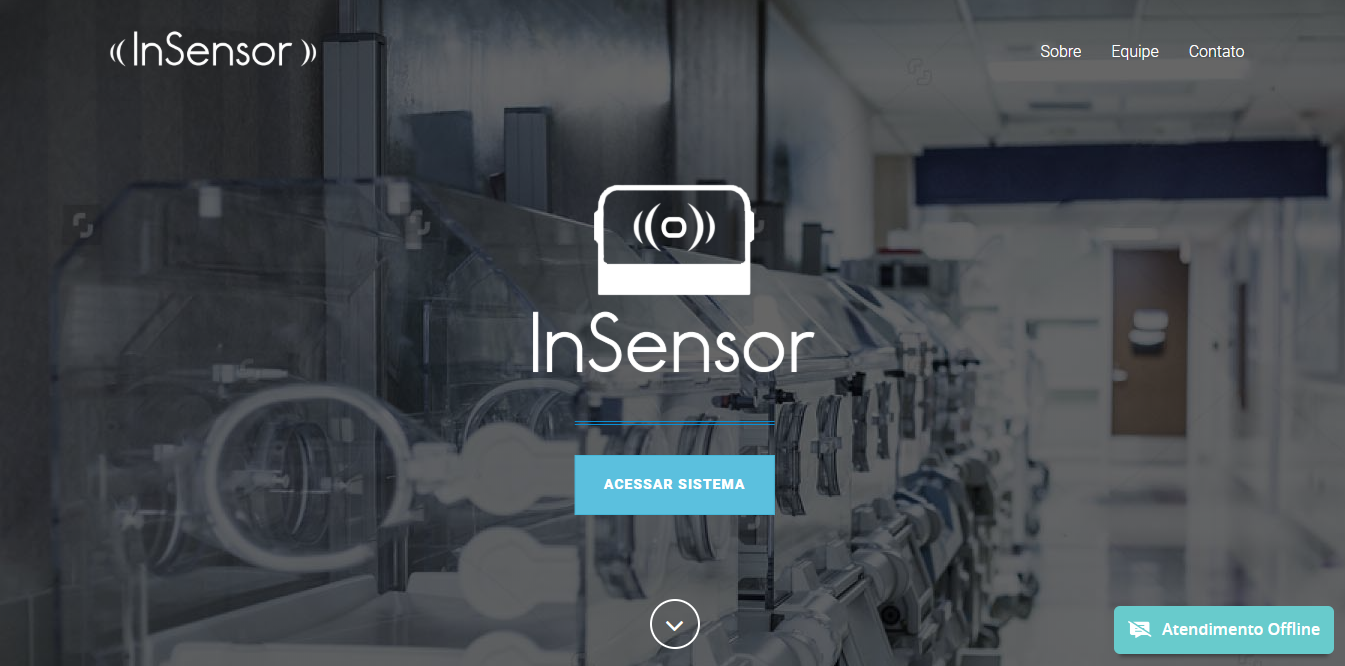 InSensor
Sobre
Equipe
Contato
InSensor
ACESSAR SISTEMA
Atendimento Offline